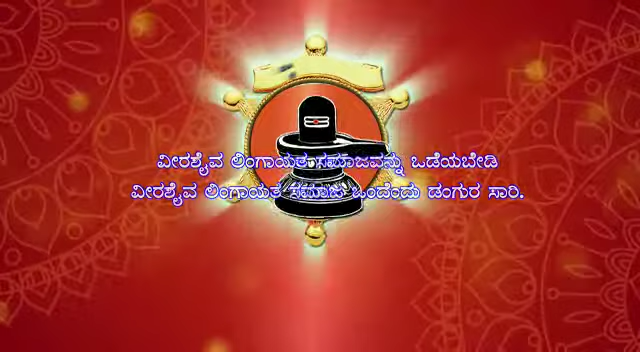 ವೀರಶೈವ ಲಿಂಗಾಯತ ಸಮಾಜವನ್ನು ಒಡೆಯಬೇಡಿ
ವೀರಶೈವ ಲಿಂಗಾಯತ ಸಮಾಜ ಒಂದೆಂದು ಡಂಗುರ ಸಾರಿ.